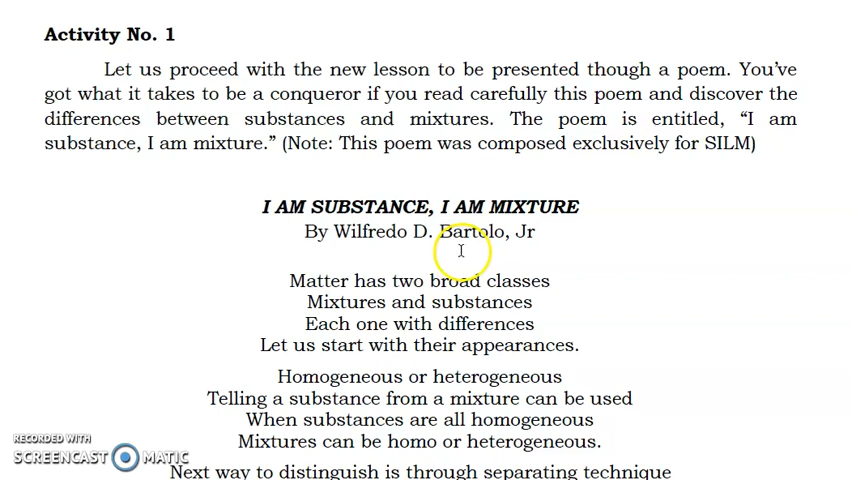 Activity No. 1
Let us proceed with the new lesson to be presented though a poem. You've
got what it takes to be a conqueror if you read carefully this poem and discover the
differences between substances and mixtures. The poem is entitled, "I am
substance, I am mixture." (Note: This poem was composed exclusively for SILM)
I AM SUBSTANCE, I AM MIXTURE
By Wilfredo D. Bartolo, Jr
Matter has two broad classes
Mixtures and substances
Each one with differences
Let us start with their appearances.
Homogeneous or heterogeneous
Telling a substance from a mixture can be used
When substances are all homogeneous
Mixtures can be homo or heterogeneous.
RECORDED WITH
SCREENCAST MATIC
Next way to distinguish is through separating technique